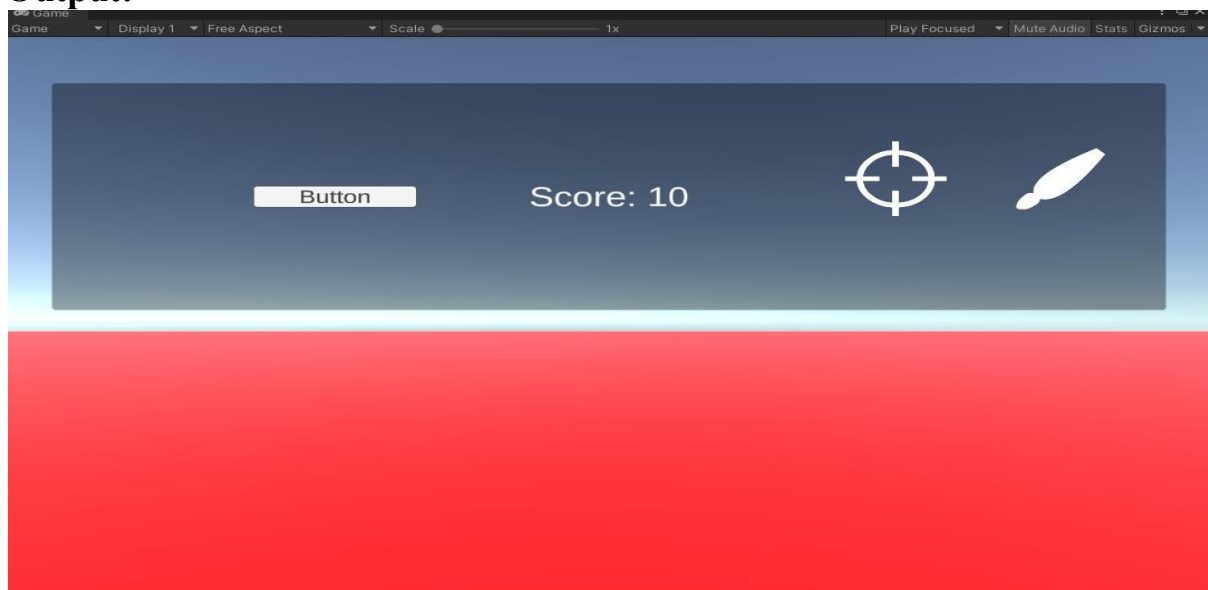 Output:
Game
Game Display 1 Free Aspect Scale 1x Play Focused Mute Audio Stats Gizmos
Button Score: 10